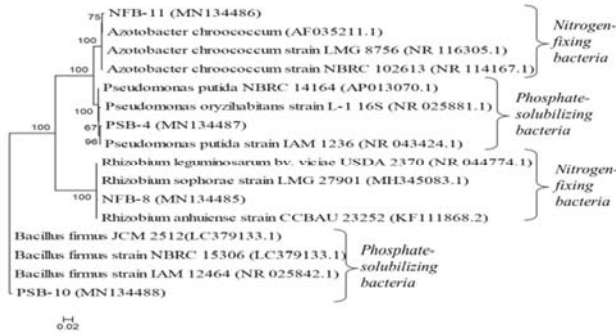 75
NFB-11 (MN134486)
Azotobacter chroococcum (AF035211.1)
100
Azotobacter chroococcum strain LMG 8756 (NR 116305.1)
Azotobacter chroococcum strain NBRC 102613 (NR 114167.1)
Nitrogen-
fixing
bacteria
100
Pseudomonas putida NBRC 14164 (AP013070.1)
Pseudomonas oryzihabitans strain L-1 16S (NR 025881.1)
100
PSB-4 (MN134487)
67
Pseudomonas putida strain IAM 1236 (NR 043424.1)
96
Phosphate-
solubilizing
bacteria
100
Rhizobium leguminosarum bv. viciae USDA 2370 (NR 044774.1)
Rhizobium sophorae strain LMG 27901 (MH345083.1)
NFB-8 (MN134485)
100
Rhizobium anhuiense strain CCBAU 23252 (KF111868.2)
Nitrogen-
fixing
bacteria
Bacillus firmus JCM 2512(LC379133.1)
Bacillus firmus strain NBRC 15306 (LC379133.1)
Bacillus firmus strain IAM 12464 (NR 025842.1)
PSB-10 (MN134488)
Phosphate-
solubilizing
bacteria
0.02